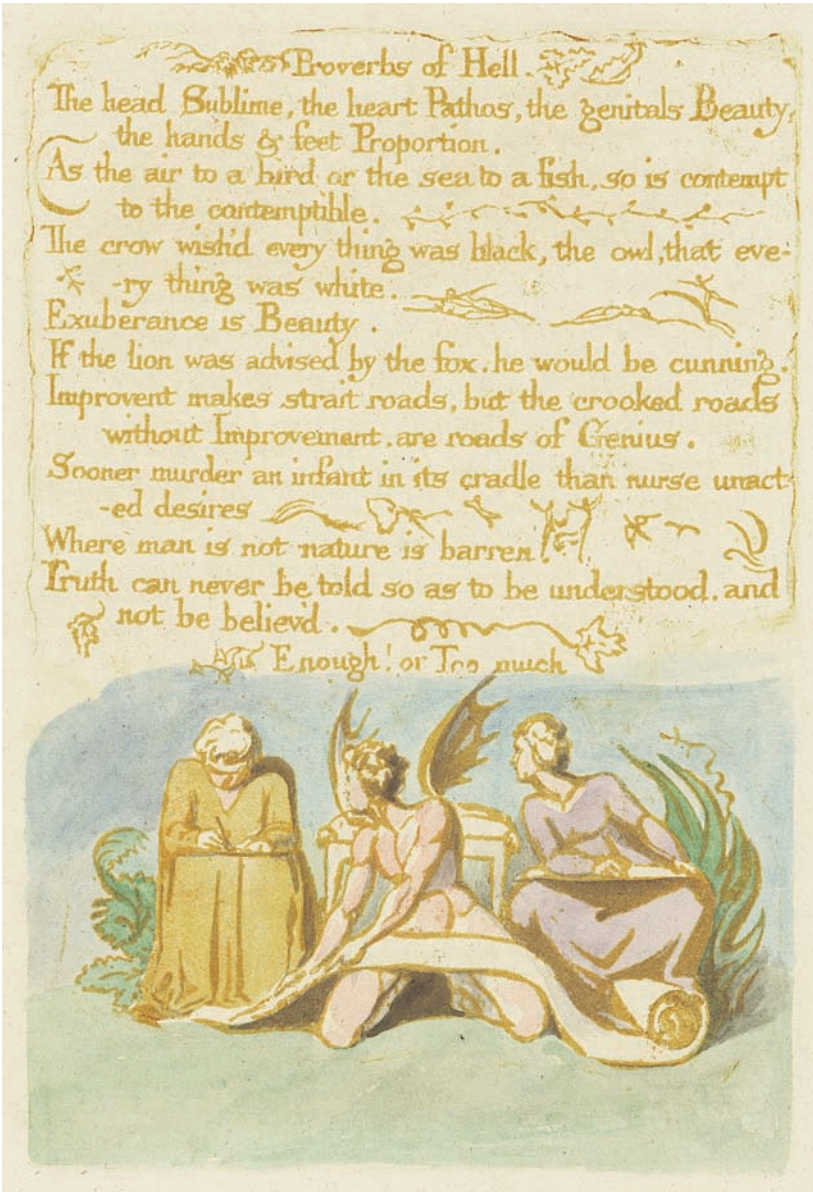 Proverbs of Hell.
The head Sublime, the heart Pathos, the genitals Beauty,
the hands & feet Proportion.
As the air to a bird or the sea to a fish, so is contempt
to the contemptible.
The crow wish'd every thing was black, the owl, that eve-
-ry thing was white.
Exuberance is Beauty.
If the lion was advised by the fox. he would be cunning.
Improvent makes strait roads, but the crooked roads
without Improvement. are roads of Genius.
Sooner murder an infant in its cradle than nurse unact-
-ed desires
Where man is not nature is barren.
Truth can never be told so as to be understood. and
not be believ'd.
Enough! or Too much